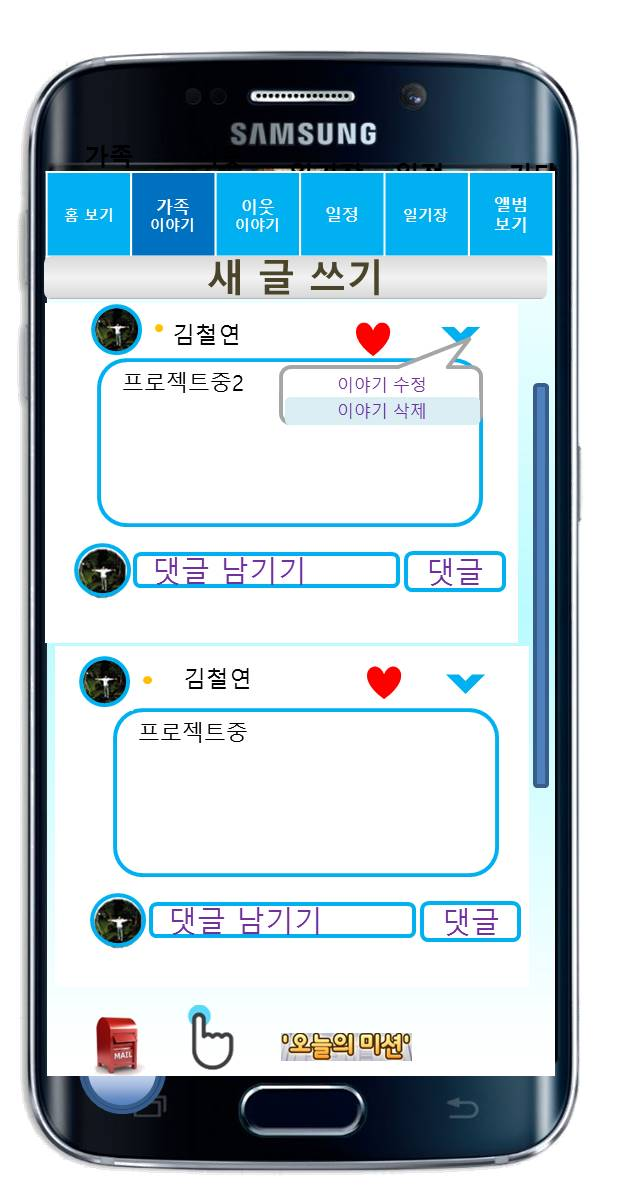 가족
SAMSUNG
홈 보기
가족
이야기
이웃
이야기
일정
일기장
앨범
보기
새 글 쓰기
김철연
프로젝트중2
이야기 수정
이야기 삭제
댓글 남기기
댓글
김철연
프로젝트중
댓글 남기기
댓글
MAIL
'오늘의 미션'